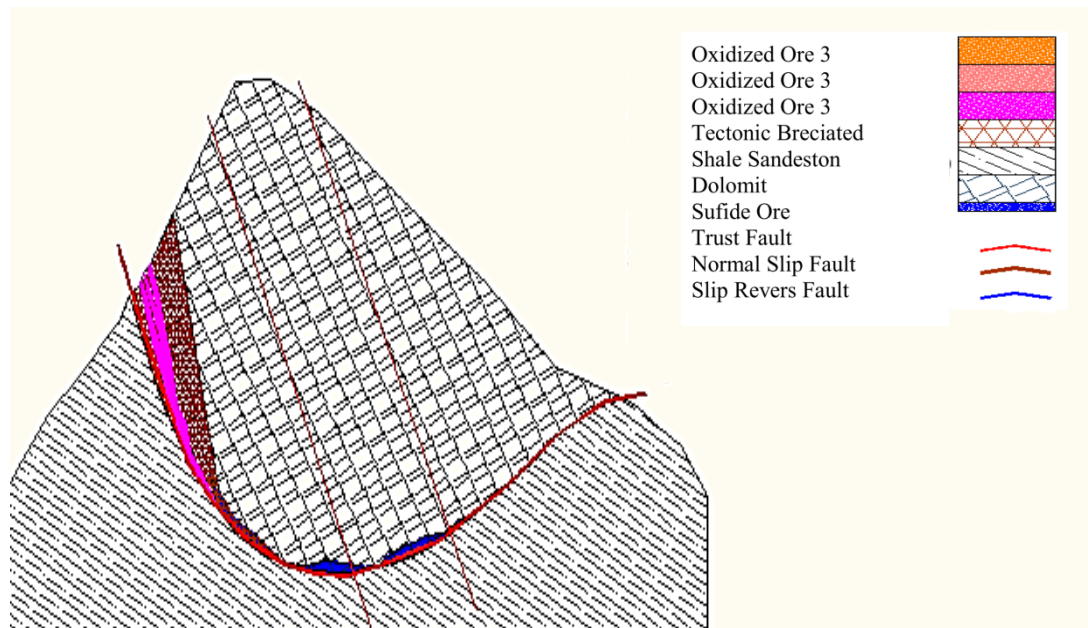 Oxidized Ore 3
Oxidized Ore 3
Oxidized Ore 3
Tectonic Breciated
Shale Sandeston
Dolomit
Sufide Ore
Trust Fault
Normal Slip Fault
Slip Revers Fault